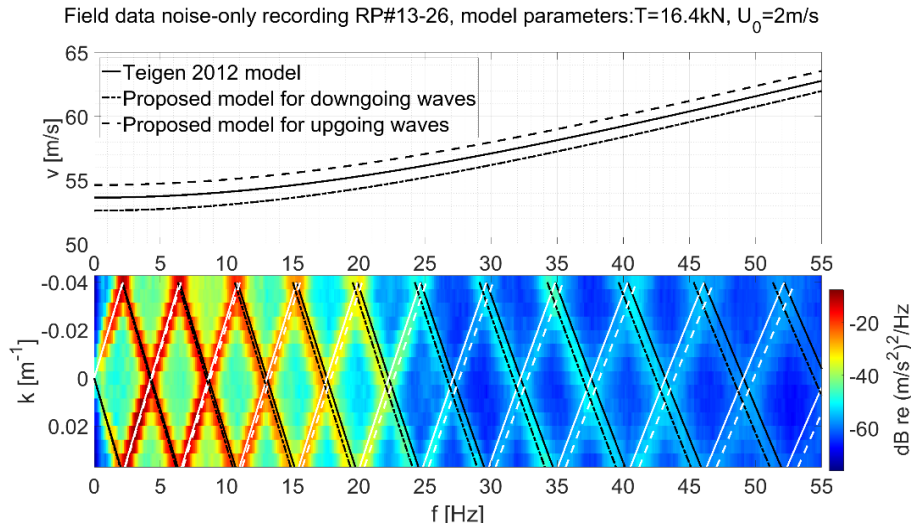 Field data noise-only recording RP#13-26, model parameters:T=16.4kN, U₀=2m/s
65
60
55
50
v [m/s]
Teigen 2012 model
Proposed model for downgoing waves
Proposed model for upgoing waves
0 5 10 15 20 25 30 35 40 45 50 55
-0.04
-0.02
0
0.02
k [m⁻¹]
0 5 10 15 20 25 30 35 40 45 50 55
f [Hz]
-20
-40
-60
dB re (m/s²)²/Hz